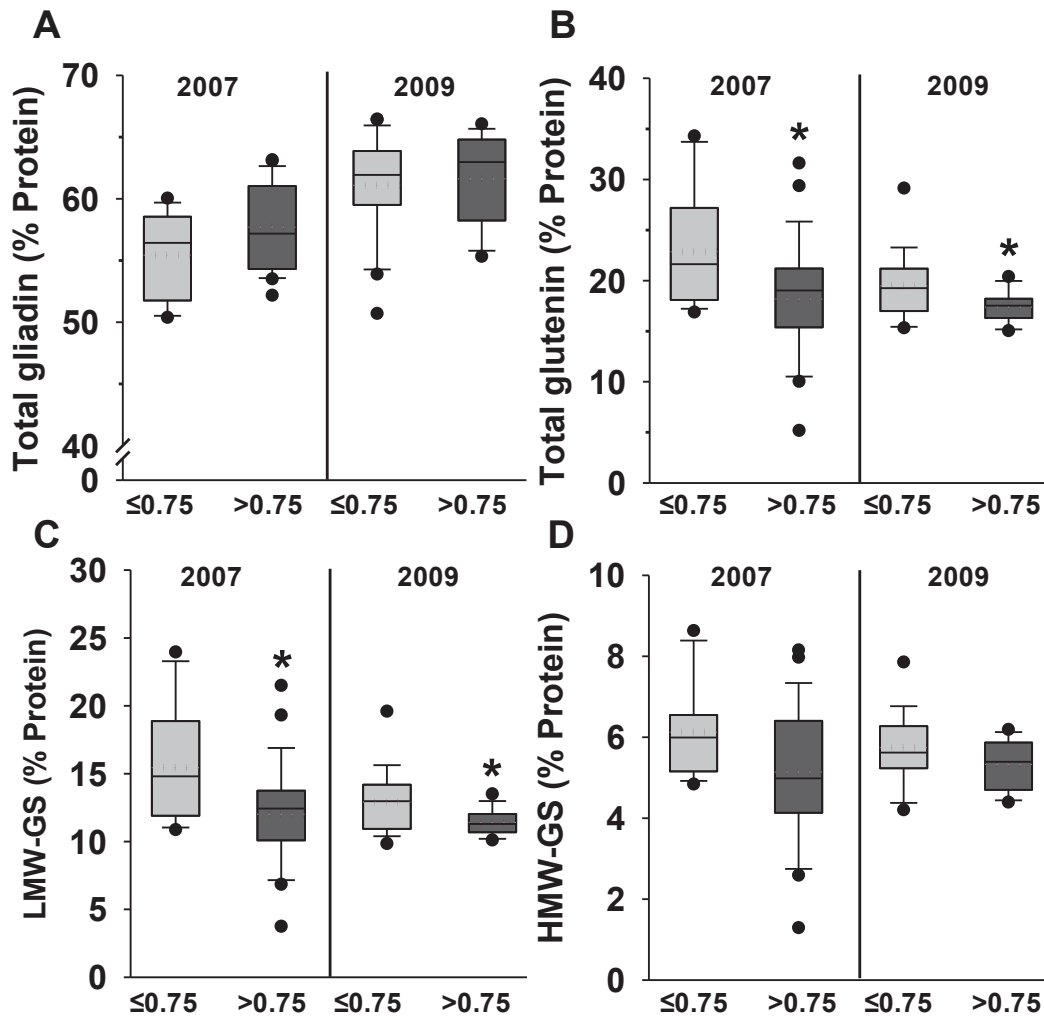 A
2007
2009
Total gliadin (% Protein)
70
60
50
40
0
≤0.75 >0.75 ≤0.75 >0.75
B
2007
2009
Total glutenin (% Protein)
40
30
20
10
0
*
*
≤0.75 >0.75 ≤0.75 >0.75
C
2007
2009
LMW-GS (% Protein)
30
25
20
15
10
5
0
*
*
≤0.75 >0.75 ≤0.75 >0.75
D
2007
2009
HMW-GS (% Protein)
10
8
6
4
2
0
≤0.75 >0.75 ≤0.75 >0.75